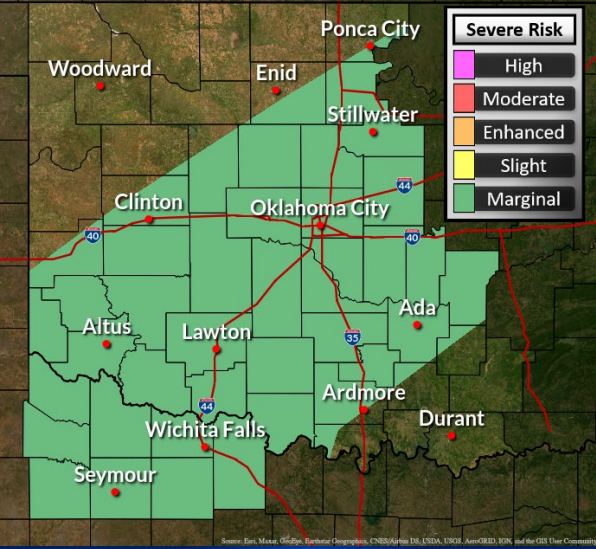 Severe Risk
High
Moderate
Enhanced
Slight
Marginal
Ponca City
Woodward
Enid
Stillwater
44
Clinton
Oklahoma City
40
40
Ada
Altus
Lawton
35
Ardmore
44
Durant
Wichita Falls
Seymour
Source: Esri, Maxar, GeoEye, Earthstar Geographics, CNES/Airbus DS, USDA, USGS, AeroGRID, IGN, and the GIS User Community